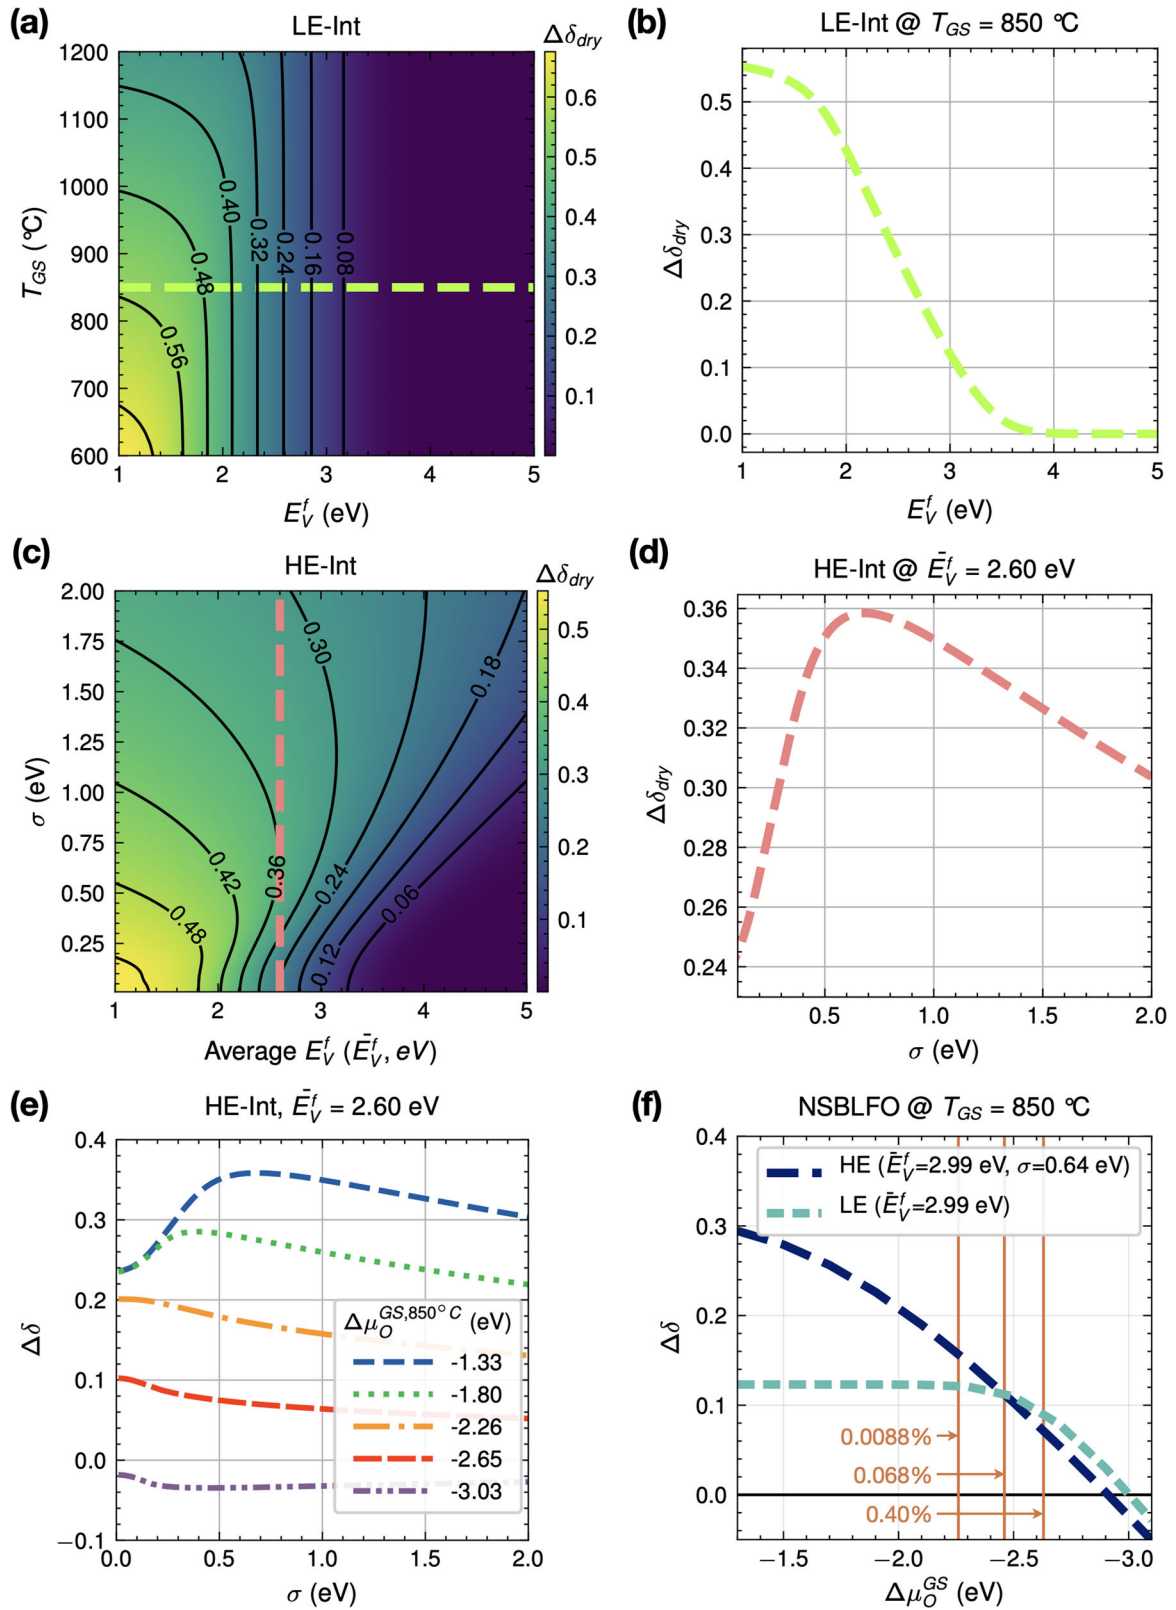 (a)
LE-Int
Δδdry
1200
1100
1000
900
800
700
600
TGS (°C)
0.40
0.32
0.24
0.16
0.08
0.48
0.56
1 2 3 4 5
E_V^f (eV)
0.6
0.5
0.4
0.3
0.2
0.1
(b)
LE-Int @ TGS = 850 °C
Δδdry
0.5
0.4
0.3
0.2
0.1
0.0
1 2 3 4 5
E_V^f (eV)
(c)
HE-Int
Δδdry
2.00
1.75
1.50
1.25
1.00
0.75
0.50
0.25
σ (eV)
0.30
0.18
0.42
0.36
0.24
0.06
0.48
0.12
1 2 3 4 5
Average E_V^f (Ē_V^f, eV)
0.5
0.4
0.3
0.2
0.1
(d)
HE-Int @ Ē_V^f = 2.60 eV
Δδdry
0.36
0.34
0.32
0.30
0.28
0.26
0.24
0.5 1.0 1.5 2.0
σ (eV)
(e)
HE-Int, Ē_V^f = 2.60 eV
Δδ
0.4
0.3
0.2
0.1
0.0
−0.1
Δμ_O^GS,850°C (eV)
-1.33
-1.80
-2.26
-2.65
-3.03
0.0 0.5 1.0 1.5 2.0
σ (eV)
(f)
NSBLFO @ TGS = 850 °C
HE (Ē_V^f=2.99 eV, σ=0.64 eV)
LE (Ē_V^f=2.99 eV)
Δδ
0.4
0.3
0.2
0.1
0.0
0.0088%
0.068%
0.40%
−1.5 −2.0 −2.5 −3.0
Δμ_O^GS (eV)